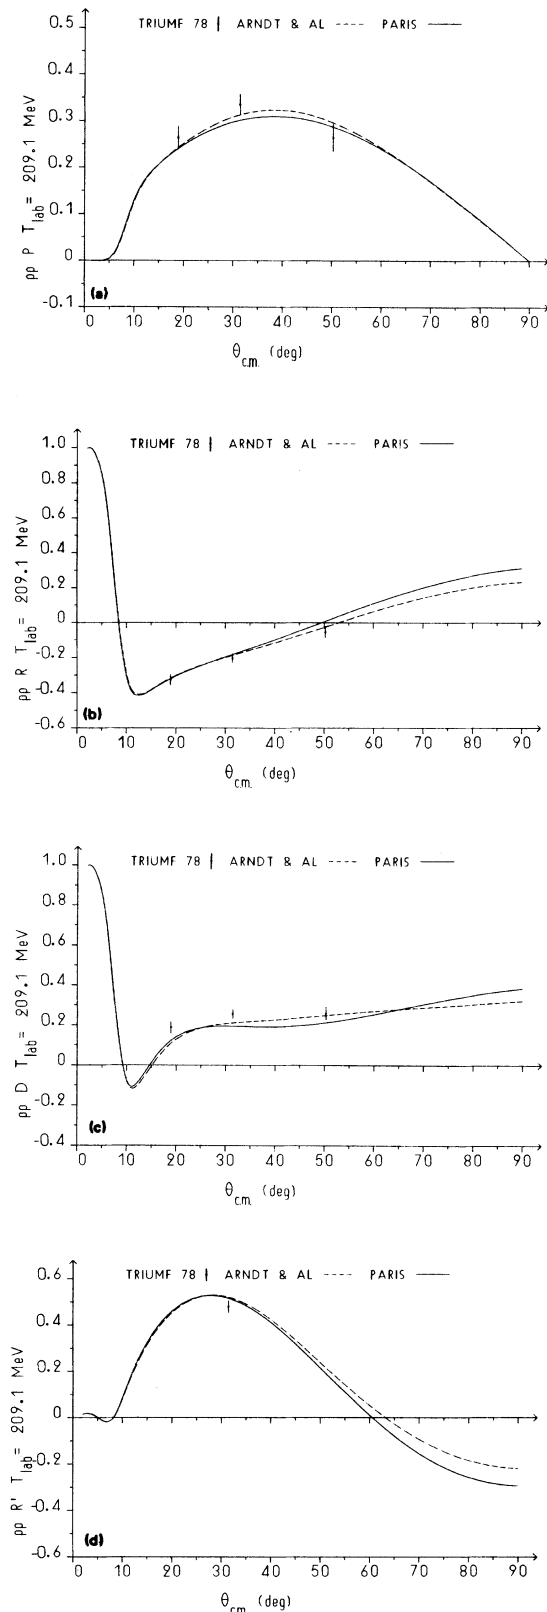 TRIUMF 78 ARNDT & AL ---- PARIS ——
0.5
0.4
0.3
0.2
0.1
0
-0.1
pp P Tlab = 209.1 MeV
(a)
0 10 20 30 40 50 60 70 80 90
θc.m. (deg)
TRIUMF 78 ARNDT & AL ---- PARIS ——
1.0
0.8
0.6
0.4
0.2
0
-0.2
-0.4
-0.6
pp R Tlab = 209.1 MeV
(b)
0 10 20 30 40 50 60 70 80 90
θc.m. (deg)
TRIUMF 78 ARNDT & AL ---- PARIS ——
1.0
0.8
0.6
0.4
0.2
0
-0.2
-0.4
pp D Tlab = 209.1 MeV
(c)
0 10 20 30 40 50 60 70 80 90
θc.m. (deg)
TRIUMF 78 ARNDT & AL ---- PARIS ——
0.6
0.4
0.2
0
-0.2
-0.4
-0.6
pp R' Tlab = 209.1 MeV
(d)
0 10 20 30 40 50 60 70 80 90
θc.m. (deg)